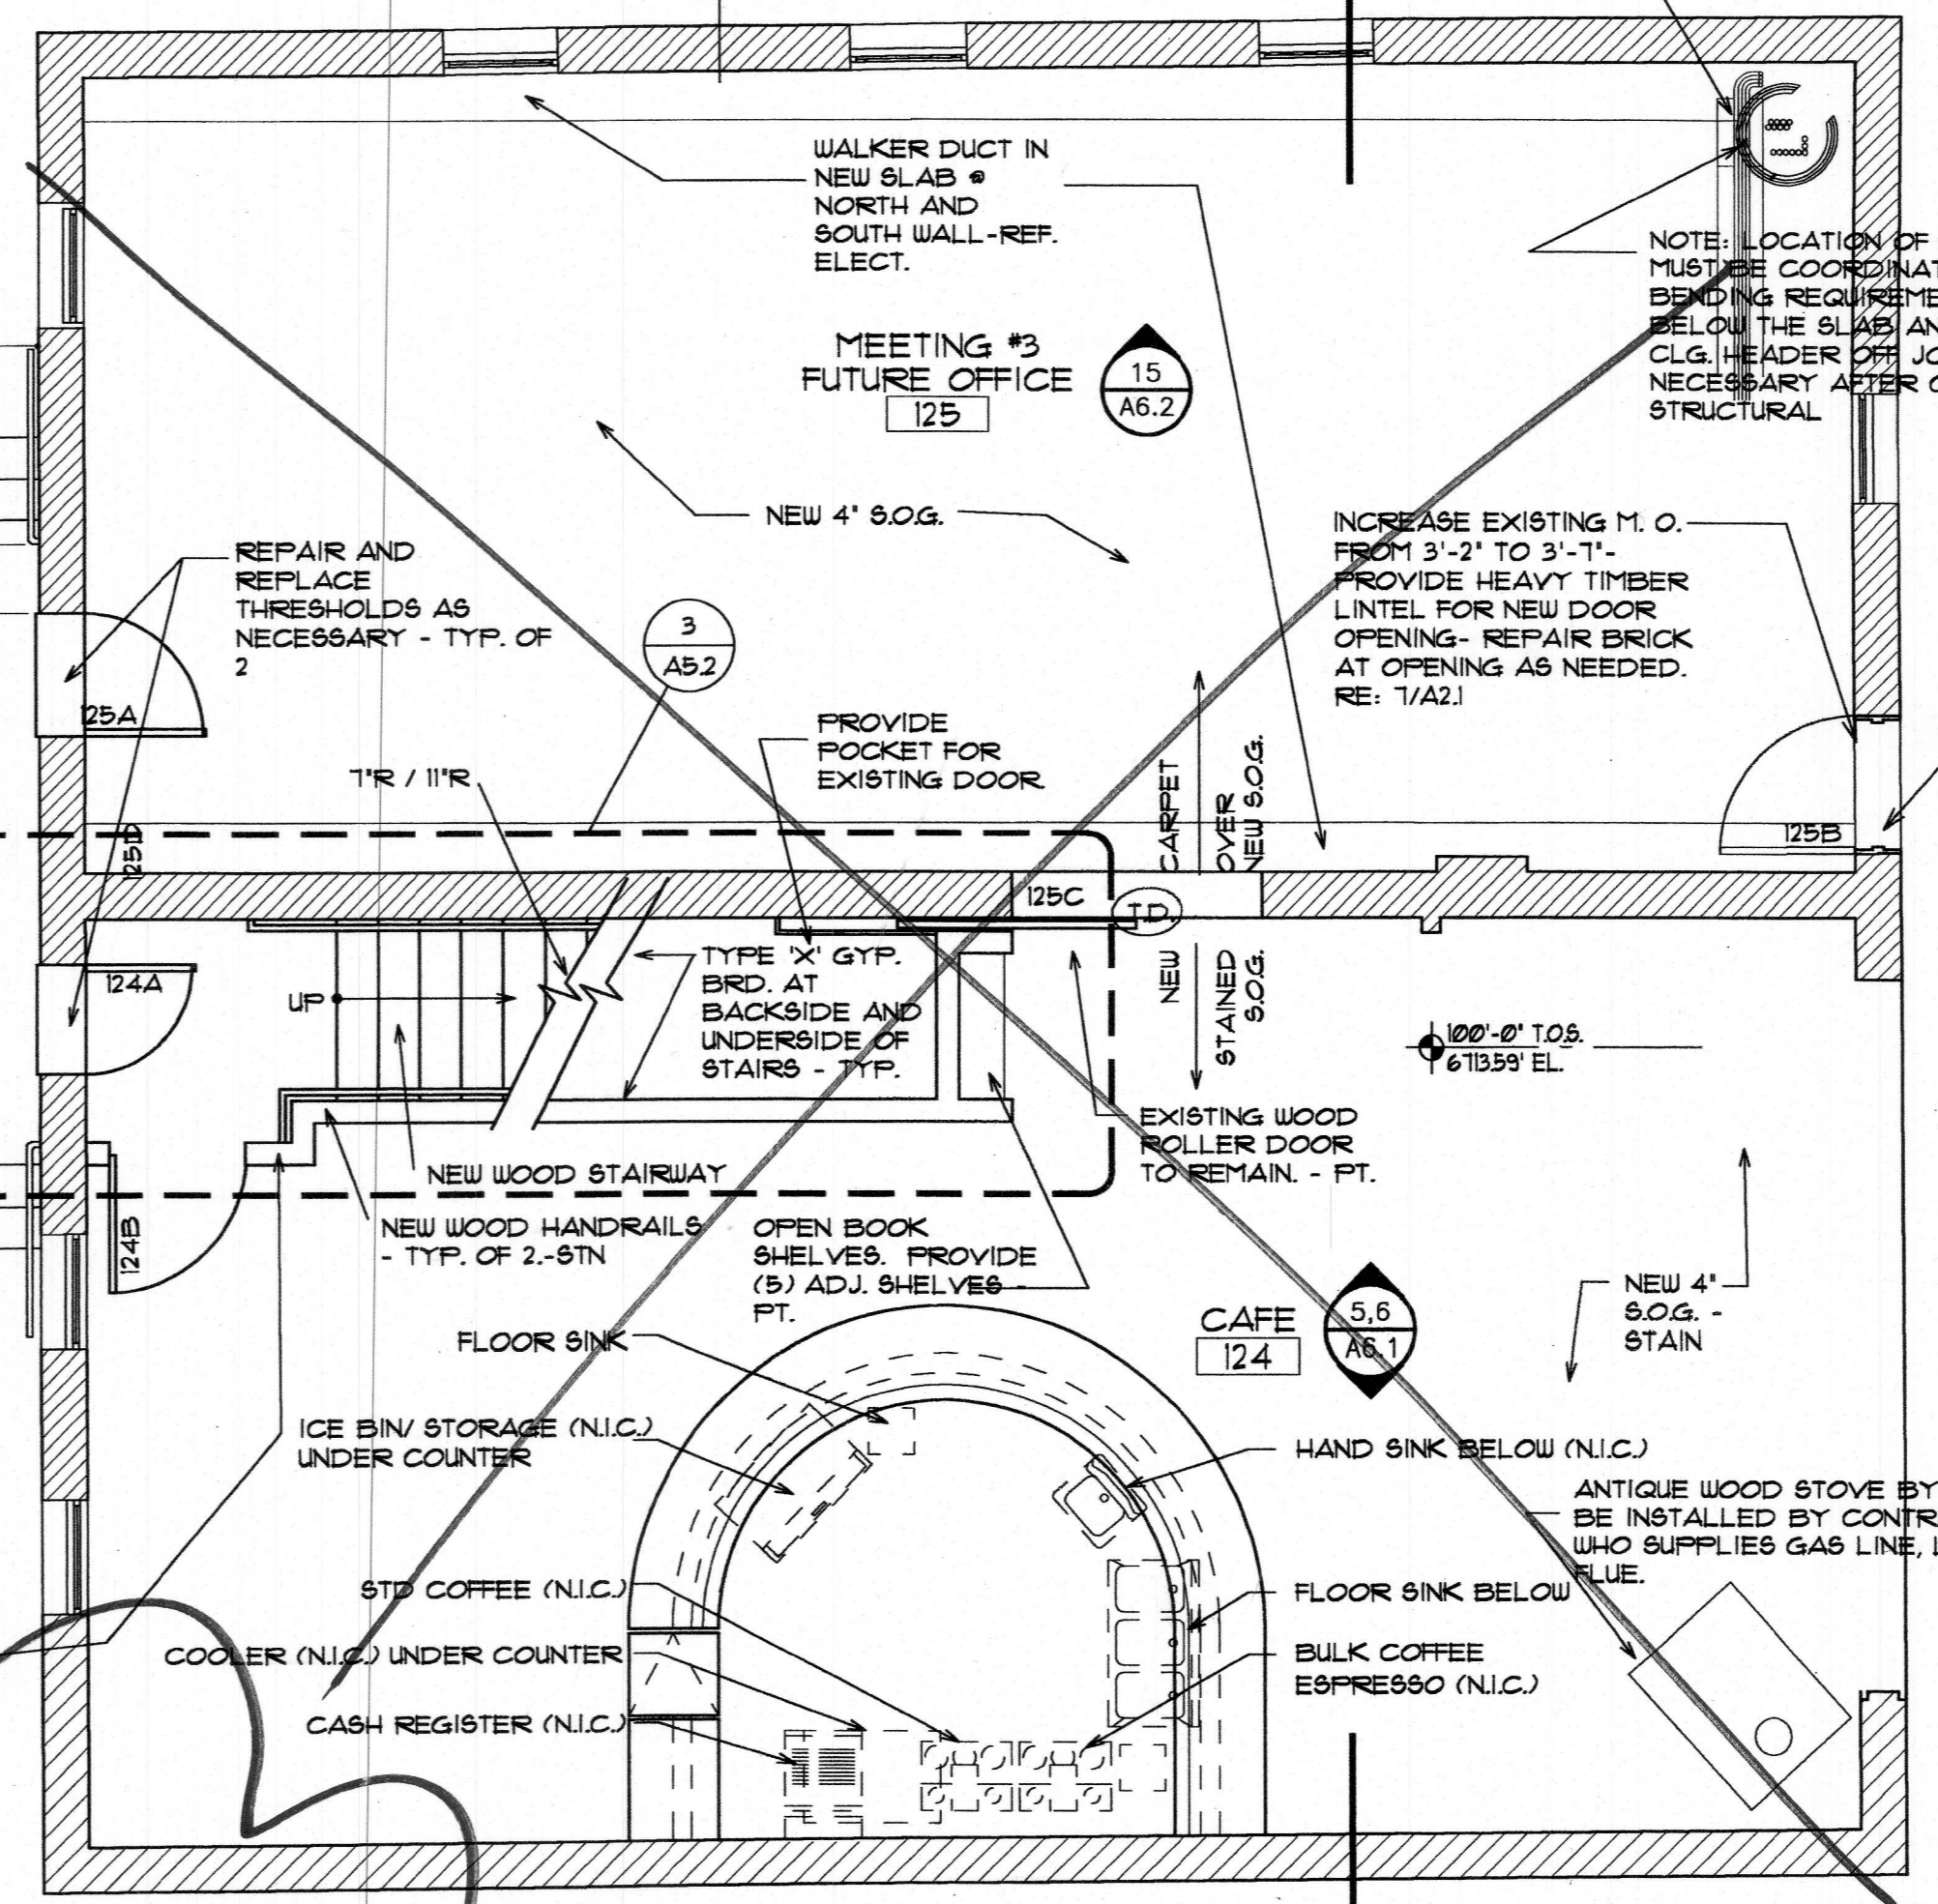 WALKER DUCT IN
NEW SLAB @
NORTH AND
SOUTH WALL-REF.
ELECT.
NOTE: LOCATION OF
MUST BE COORDINAT
BENDING REQUIREME
BELOW THE SLAB AN
CLG. HEADER OFF JO
NECESSARY AFTER
STRUCTURAL
MEETING #3
FUTURE OFFICE
125
15
A6.2
NEW 4" S.O.G.
INCREASE EXISTING M. O.
FROM 3'-2" TO 3'-7"-
PROVIDE HEAVY TIMBER
LINTEL FOR NEW DOOR
OPENING- REPAIR BRICK
AT OPENING AS NEEDED.
RE: 7/A2.1
REPAIR AND
REPLACE
THRESHOLDS AS
NECESSARY - TYP. OF
2
3
A5.2
125A
PROVIDE
POCKET FOR
EXISTING DOOR.
7"R / 11"R
CARPET
OVER
NEW S.O.G.
125B
125D
125C
T.D.
124A
UP
TYPE 'X' GYP.
BRD. AT
BACKSIDE AND
UNDERSIDE OF
STAIRS - TYP.
NEW
STAINED
S.O.G.
100'-0" T.O.S.
6713.59' EL.
EXISTING WOOD
ROLLER DOOR
TO REMAIN. - PT.
NEW WOOD STAIRWAY
124B
NEW WOOD HANDRAILS
- TYP. OF 2.-STN
OPEN BOOK
SHELVES. PROVIDE
(5) ADJ. SHELVES -
PT.
CAFE
124
5,6
A6.1
NEW 4"
S.O.G. -
STAIN
FLOOR SINK
ICE BIN/ STORAGE (N.I.C.)
UNDER COUNTER
HAND SINK BELOW (N.I.C.)
ANTIQUE WOOD STOVE BY
BE INSTALLED BY CONTR
WHO SUPPLIES GAS LINE,
FLUE.
STD COFFEE (N.I.C.)
FLOOR SINK BELOW
COOLER (N.I.C.) UNDER COUNTER
BULK COFFEE
ESPRESSO (N.I.C.)
CASH REGISTER (N.I.C.)